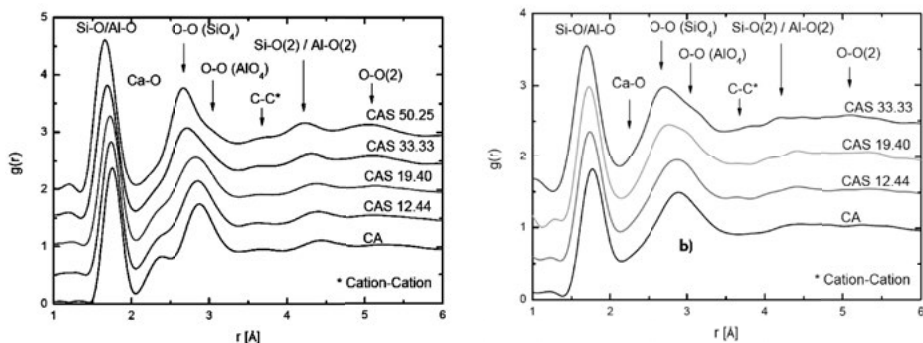 Si-O/Al-O
O-O (SiO4)
Si-O(2) / Al-O(2)
Ca-O
O-O (AlO4)
O-O(2)
C-C*
CAS 50.25
CAS 33.33
CAS 19.40
CAS 12.44
CA
* Cation-Cation
g(r)
5
4
3
2
1
0
1 2 3 4 5 6
r [Å]
Si-O/Al-O
O-O (SiO4)
Si-O(2) / Al-O(2)
O-O (AlO4)
O-O(2)
Ca-O
C-C*
CAS 33.33
CAS 19.40
CAS 12.44
CA
b)
* Cation-Cation
4
3
2
1
0
1 2 3 4 5 6
r [Å]